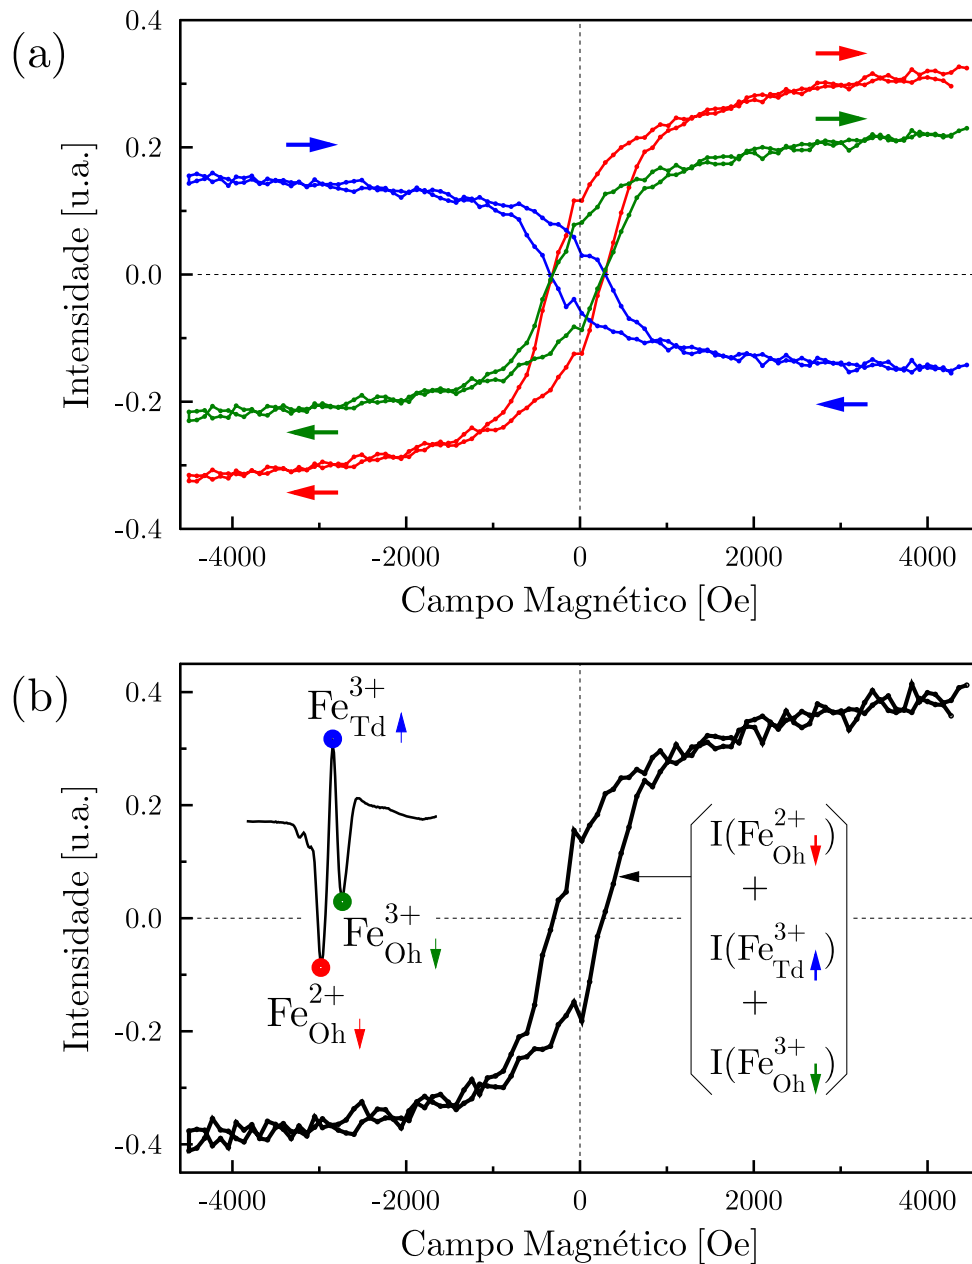 (a)
0.4
0.2
0.0
-0.2
-0.4
Intensidade [u.a.]
-4000 -2000 0 2000 4000
Campo Magnético [Oe]
(b)
0.4
0.2
0.0
-0.2
-0.4
Intensidade [u.a.]
Fe3+Td
Fe3+Oh
Fe2+Oh
I(Fe2+Oh)
+
I(Fe3+Td)
+
I(Fe3+Oh)
-4000 -2000 0 2000 4000
Campo Magnético [Oe]